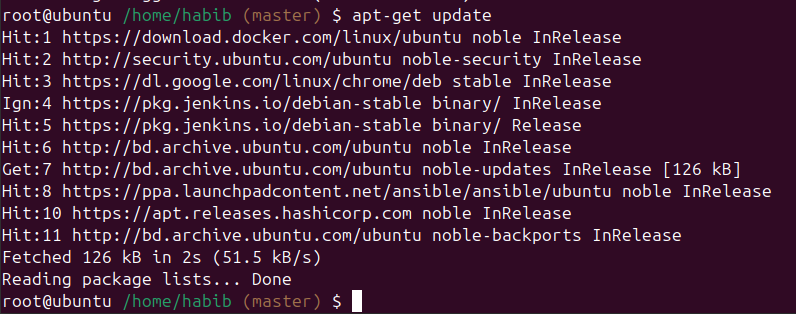 root@ubuntu /home/habib (master) $ apt-get update
Hit:1 https://download.docker.com/linux/ubuntu noble InRelease
Hit:2 http://security.ubuntu.com/ubuntu noble-security InRelease
Hit:3 https://dl.google.com/linux/chrome/deb stable InRelease
Ign:4 https://pkg.jenkins.io/debian-stable binary/ InRelease
Hit:5 https://pkg.jenkins.io/debian-stable binary/ Release
Hit:6 http://bd.archive.ubuntu.com/ubuntu noble InRelease
Get:7 http://bd.archive.ubuntu.com/ubuntu noble-updates InRelease [126 kB]
Hit:8 https://ppa.launchpadcontent.net/ansible/ansible/ubuntu noble InRelease
Hit:10 https://apt.releases.hashicorp.com noble InRelease
Hit:11 http://bd.archive.ubuntu.com/ubuntu noble-backports InRelease
Fetched 126 kB in 2s (51.5 kB/s)
Reading package lists... Done
root@ubuntu /home/habib (master) $